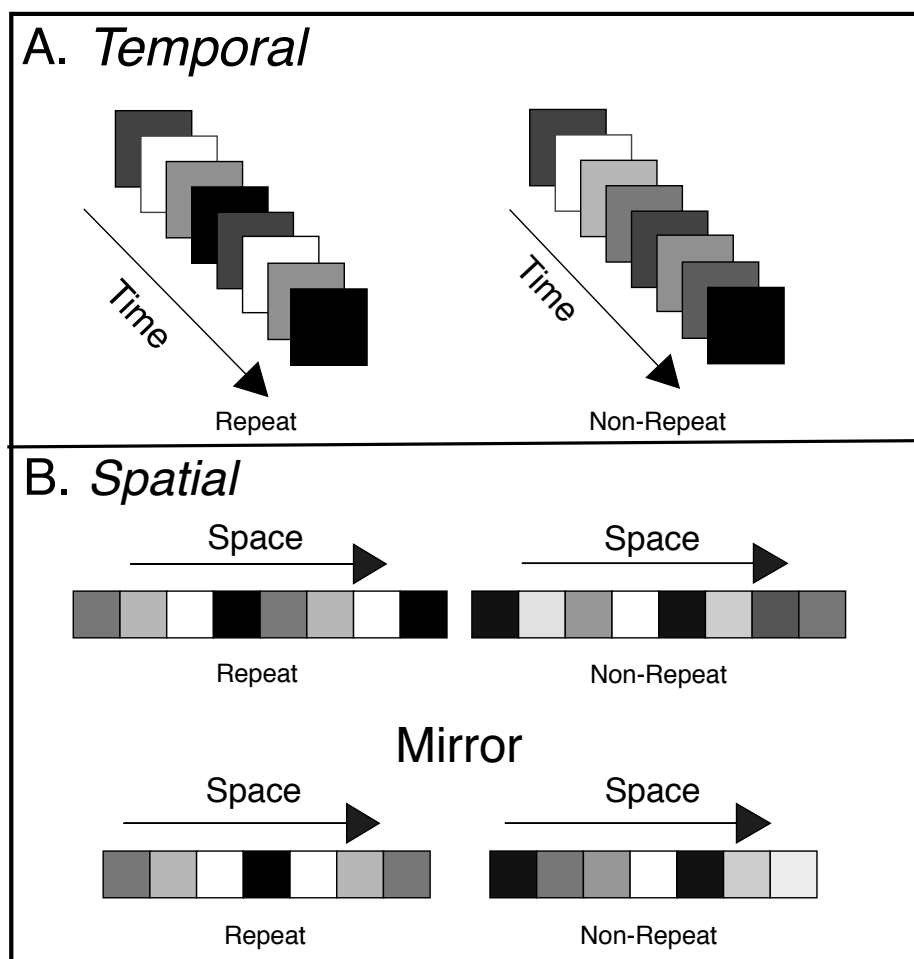 A. Temporal
Time
Time
Repeat
Non-Repeat
B. Spatial
Space
Space
Repeat
Non-Repeat
Mirror
Space
Space
Repeat
Non-Repeat